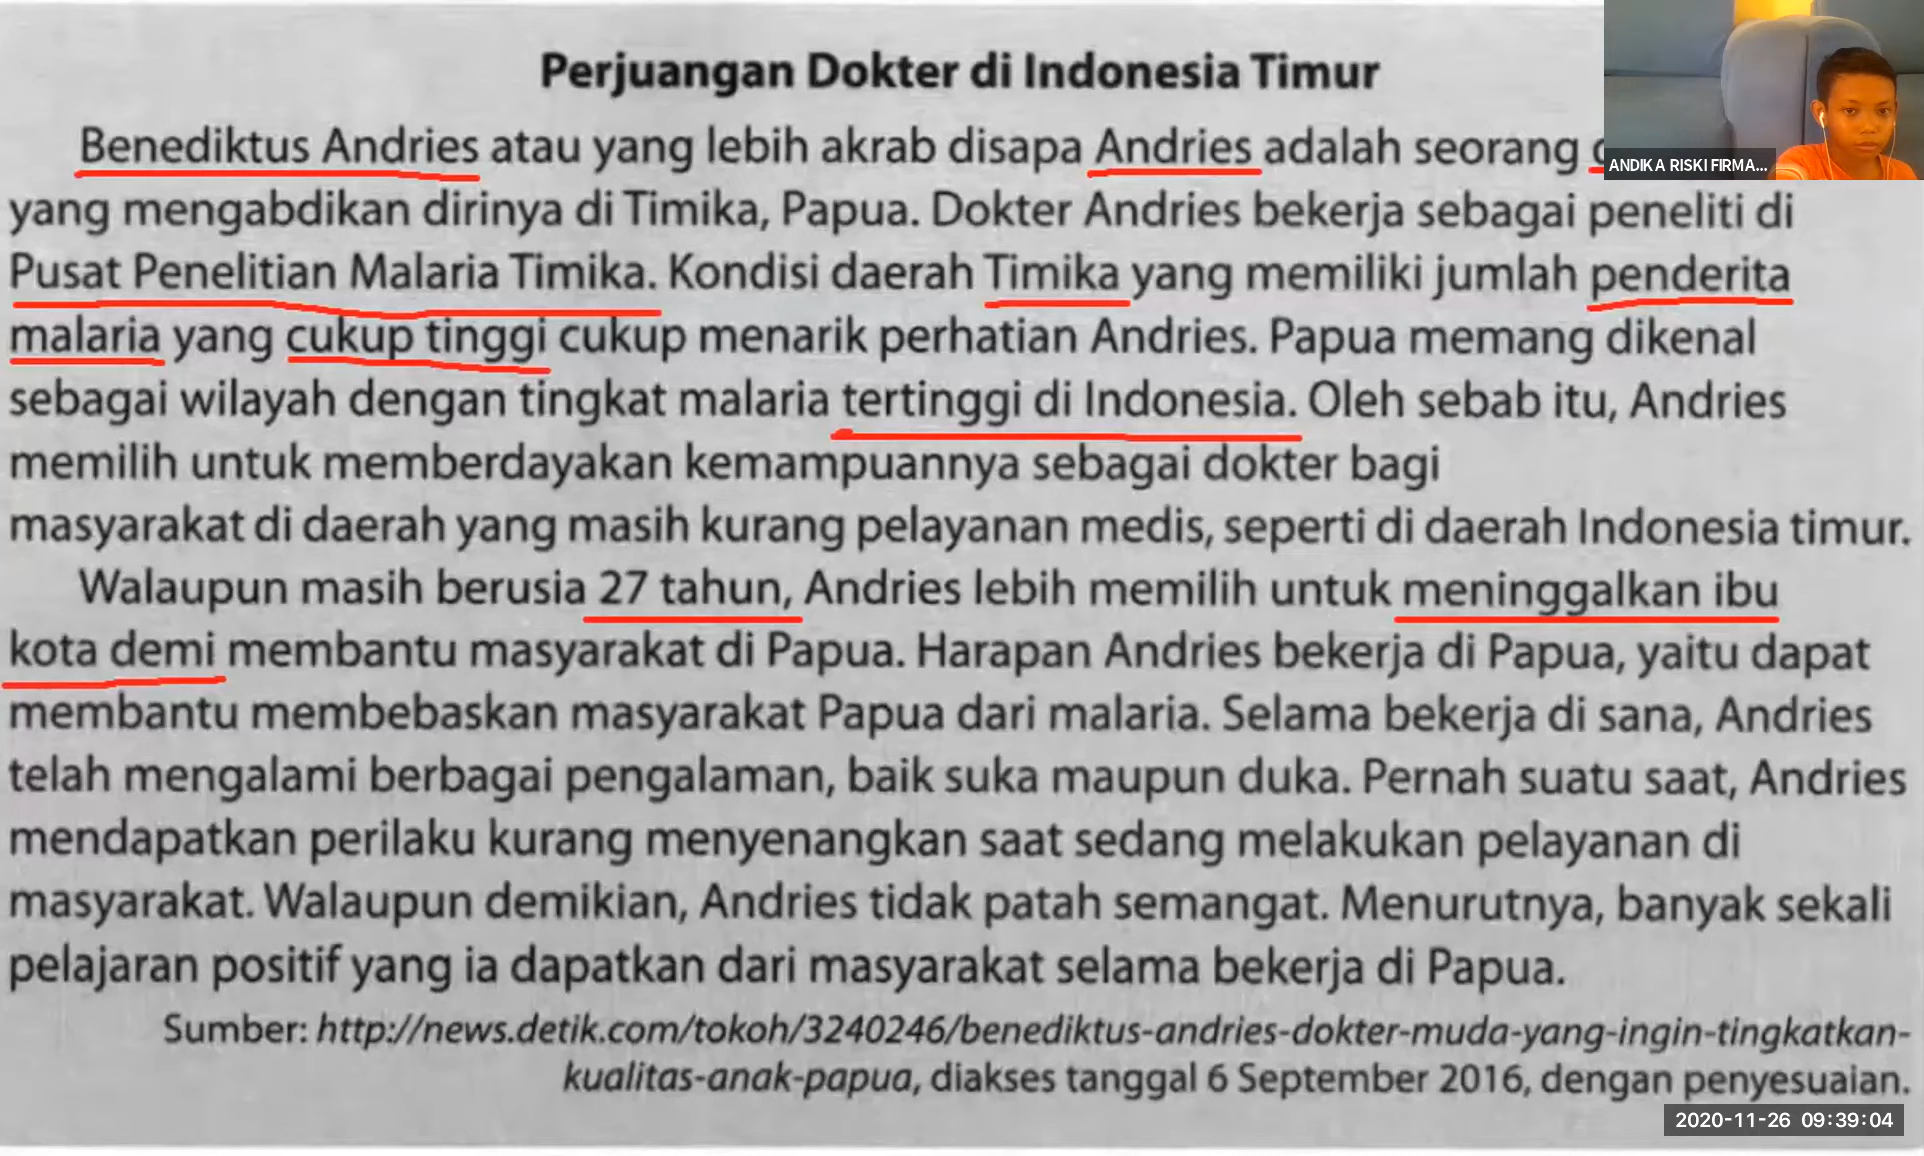 Perjuangan Dokter di Indonesia Timur
Benediktus Andries atau yang lebih akrab disapa Andries adalah seorang
ANDIKA RISKI FIRMA...
yang mengabdikan dirinya di Timika, Papua. Dokter Andries bekerja sebagai peneliti di
Pusat Penelitian Malaria Timika. Kondisi daerah Timika yang memiliki jumlah penderita
malaria yang cukup tinggi cukup menarik perhatian Andries. Papua memang dikenal
sebagai wilayah dengan tingkat malaria tertinggi di Indonesia. Oleh sebab itu, Andries
memilih untuk memberdayakan kemampuannya sebagai dokter bagi
masyarakat di daerah yang masih kurang pelayanan medis, seperti di daerah Indonesia timur.
Walaupun masih berusia 27 tahun, Andries lebih memilih untuk meninggalkan ibu
kota demi membantu masyarakat di Papua. Harapan Andries bekerja di Papua, yaitu dapat
membantu membebaskan masyarakat Papua dari malaria. Selama bekerja di sana, Andries
telah mengalami berbagai pengalaman, baik suka maupun duka. Pernah suatu saat, Andries
mendapatkan perilaku kurang menyenangkan saat sedang melakukan pelayanan di
masyarakat. Walaupun demikian, Andries tidak patah semangat. Menurutnya, banyak sekali
pelajaran positif yang ia dapatkan dari masyarakat selama bekerja di Papua.
Sumber: http://news.detik.com/tokoh/3240246/benediktus-andries-dokter-muda-yang-ingin-tingkatkan-
kualitas-anak-papua, diakses tanggal 6 September 2016, dengan penyesuaian.
2020-11-26 09:39:04